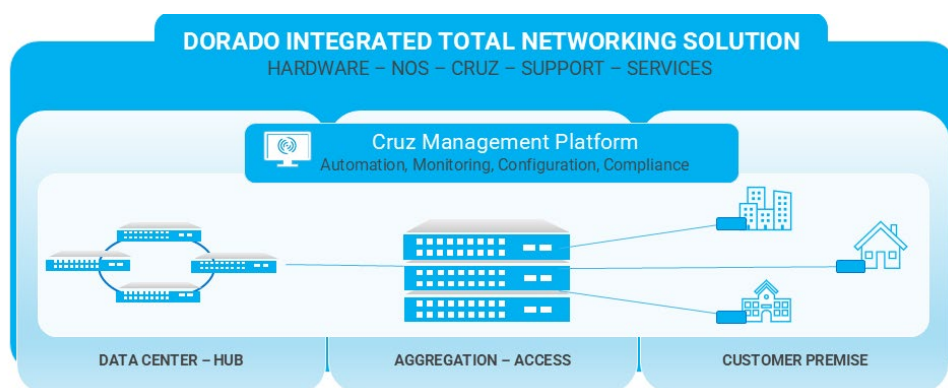 DORADO INTEGRATED TOTAL NETWORKING SOLUTION
HARDWARE – NOS – CRUZ – SUPPORT – SERVICES
Cruz Management Platform
Automation, Monitoring, Configuration, Compliance
DATA CENTER – HUB
AGGREGATION – ACCESS
CUSTOMER PREMISE